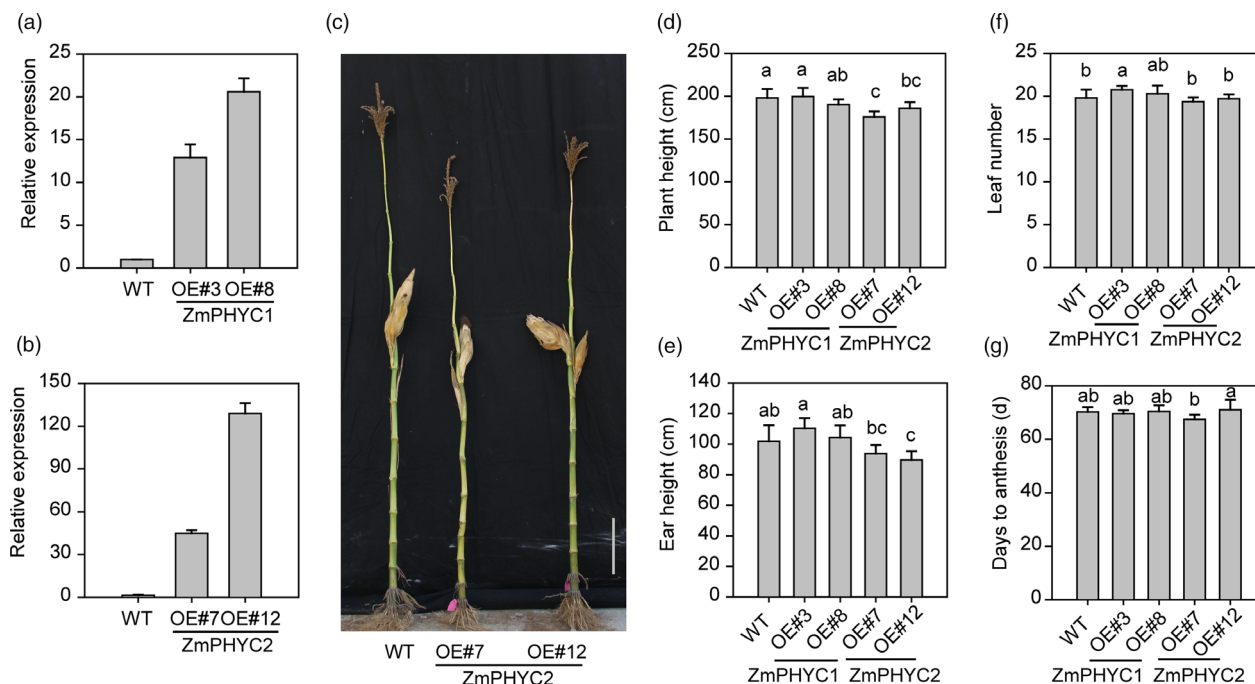 (a)
Relative expression
25
20
15
10
5
0
WT OE#3 OE#8
ZmPHYC1
(b)
Relative expression
150
120
90
60
30
0
WT OE#7 OE#12
ZmPHYC2
(c)
WT OE#7 OE#12
ZmPHYC2
(d)
Plant height (cm)
250
200
150
100
50
0
a a ab c bc
WT OE#3 OE#8 OE#7 OE#12
ZmPHYC1 ZmPHYC2
(e)
Ear height (cm)
140
120
100
80
60
40
20
0
ab a ab bc c
WT OE#3 OE#8 OE#7 OE#12
ZmPHYC1 ZmPHYC2
(f)
Leaf number
25
20
15
10
5
0
b a ab b b
WT OE#3 OE#8 OE#7 OE#12
ZmPHYC1 ZmPHYC2
(g)
Days to anthesis (d)
80
60
40
20
0
ab ab ab b a
WT OE#3 OE#8 OE#7 OE#12
ZmPHYC1 ZmPHYC2